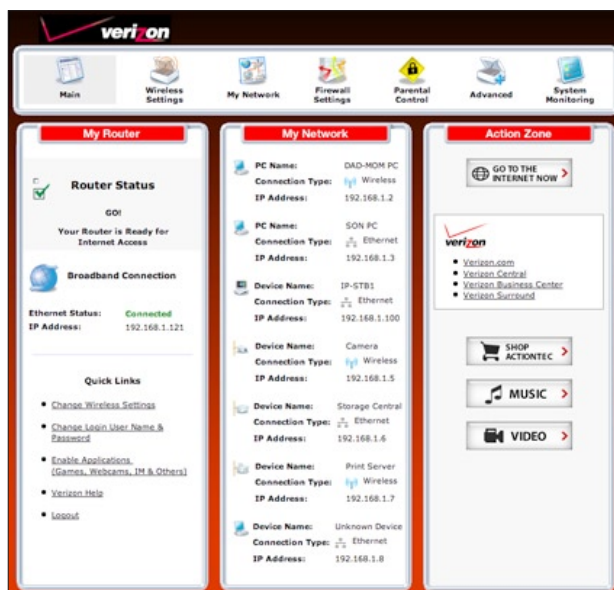 verizon
Main
Wireless Settings
My Network
Firewall Settings
Parental Control
Advanced
System Monitoring
My Router
Router Status
GO!
Your Router is Ready for
Internet Access
Broadband Connection
Ethernet Status: Connected
IP Address: 192.168.1.121
Quick Links
Change Wireless Settings
Change Login User Name &
Password
Enable Applications
(Games, Webcams, IM & Others)
Verizon Help
Logout
My Network
PC Name: DAD-MOM PC
Connection Type: Wireless
IP Address: 192.168.1.2
PC Name: SON PC
Connection Type: Ethernet
IP Address: 192.168.1.3
Device Name: IP-STB1
Connection Type: Ethernet
IP Address: 192.168.1.100
Device Name: Camera
Connection Type: Wireless
IP Address: 192.168.1.5
Device Name: Storage Central
Connection Type: Ethernet
IP Address: 192.168.1.6
Device Name: Print Server
Connection Type: Wireless
IP Address: 192.168.1.7
Device Name: Unknown Device
Connection Type: Ethernet
IP Address: 192.168.1.8
Action Zone
GO TO THE
INTERNET NOW
verizon
Verizon.com
Verizon Central
Verizon Business Center
Verizon Surround
SHOP
ACTIONTEC
MUSIC
VIDEO